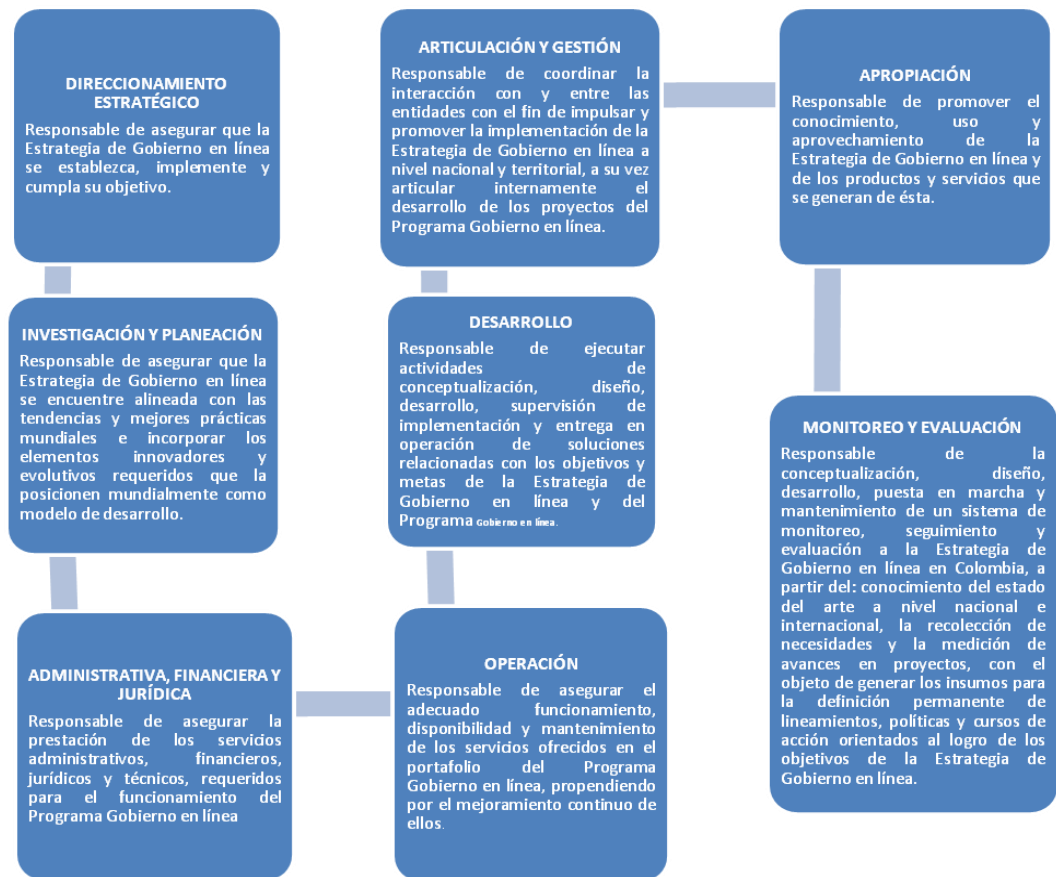 DIRECCIONAMIENTO
ESTRATÉGICO
Responsable de asegurar que la
Estrategia de Gobierno en línea
se establezca, implemente y
cumpla su objetivo.
INVESTIGACIÓN Y PLANEACIÓN
Responsable de asegurar que la
Estrategia de Gobierno en línea
se encuentre alineada con las
tendencias y mejores prácticas
mundiales e incorporar los
elementos innovadores y
evolutivos requeridos que la
posicionen mundialmente como
modelo de desarrollo.
ADMINISTRATIVA, FINANCIERA Y
JURÍDICA
Responsable de asegurar la
prestación de los servicios
administrativos, financieros,
jurídicos y técnicos, requeridos
para el funcionamiento del
Programa Gobierno en línea
OPERACIÓN
Responsable de asegurar el
adecuado funcionamiento,
disponibilidad y mantenimiento
de los servicios ofrecidos en el
portafolio del Programa
Gobierno en línea, propendiendo
por el mejoramiento continuo de
ellos.
DESARROLLO
Responsable de ejecutar
actividades de
conceptualización, diseño,
desarrollo, supervisión de
implementación y entrega en
operación de soluciones
relacionadas con los objetivos y
metas de la Estrategia de
Gobierno en línea y del
Programa Gobierno en línea.
ARTICULACIÓN Y GESTIÓN
Responsable de coordinar la
interacción con y entre las
entidades con el fin de impulsar y
promover la implementación de la
Estrategia de Gobierno en línea a
nivel nacional y territorial, a su vez
articular internamente el
desarrollo de los proyectos del
Programa Gobierno en línea.
APROPIACIÓN
Responsable de promover el
conocimiento, uso y
aprovechamiento de la
Estrategia de Gobierno en línea y
de los productos y servicios que
se generan de ésta.
MONITOREO Y EVALUACIÓN
Responsable de la
conceptualización, diseño,
desarrollo, puesta en marcha y
mantenimiento de un sistema de
monitoreo, seguimiento y
evaluación a la Estrategia de
Gobierno en línea en Colombia, a
partir del: conocimiento del estado
del arte a nivel nacional e
internacional, la recolección de
necesidades y la medición de
avances en proyectos, con el
objeto de generar los insumos para
la definición permanente de
lineamientos, políticas y cursos de
acción orientados al logro de los
objetivos de la Estrategia de
Gobierno en línea.